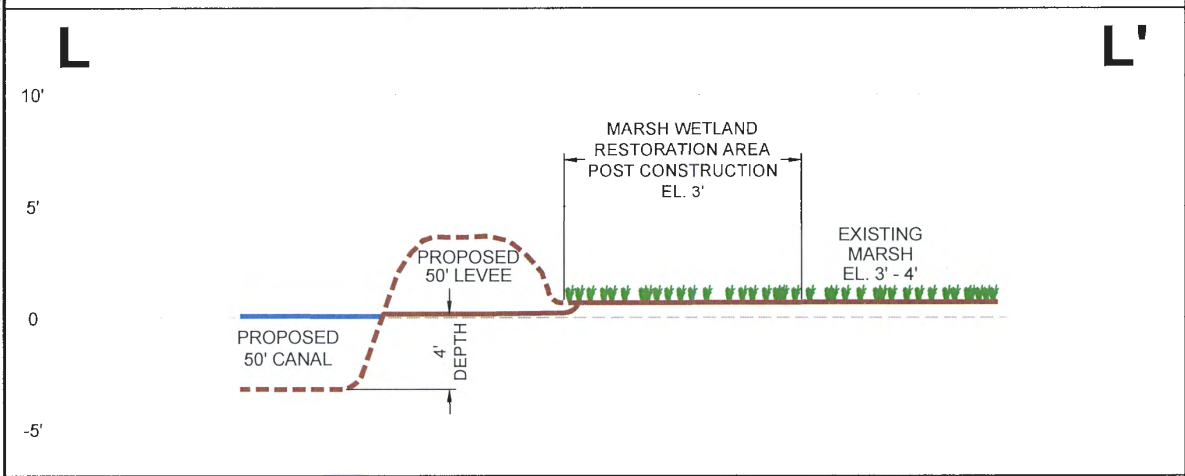 L
L'
10'
MARSH WETLAND
RESTORATION AREA
POST CONSTRUCTION
EL. 3'
5'
EXISTING
MARSH
EL. 3' - 4'
PROPOSED
50' LEVEE
0
PROPOSED
50' CANAL
4'
DEPTH
-5'